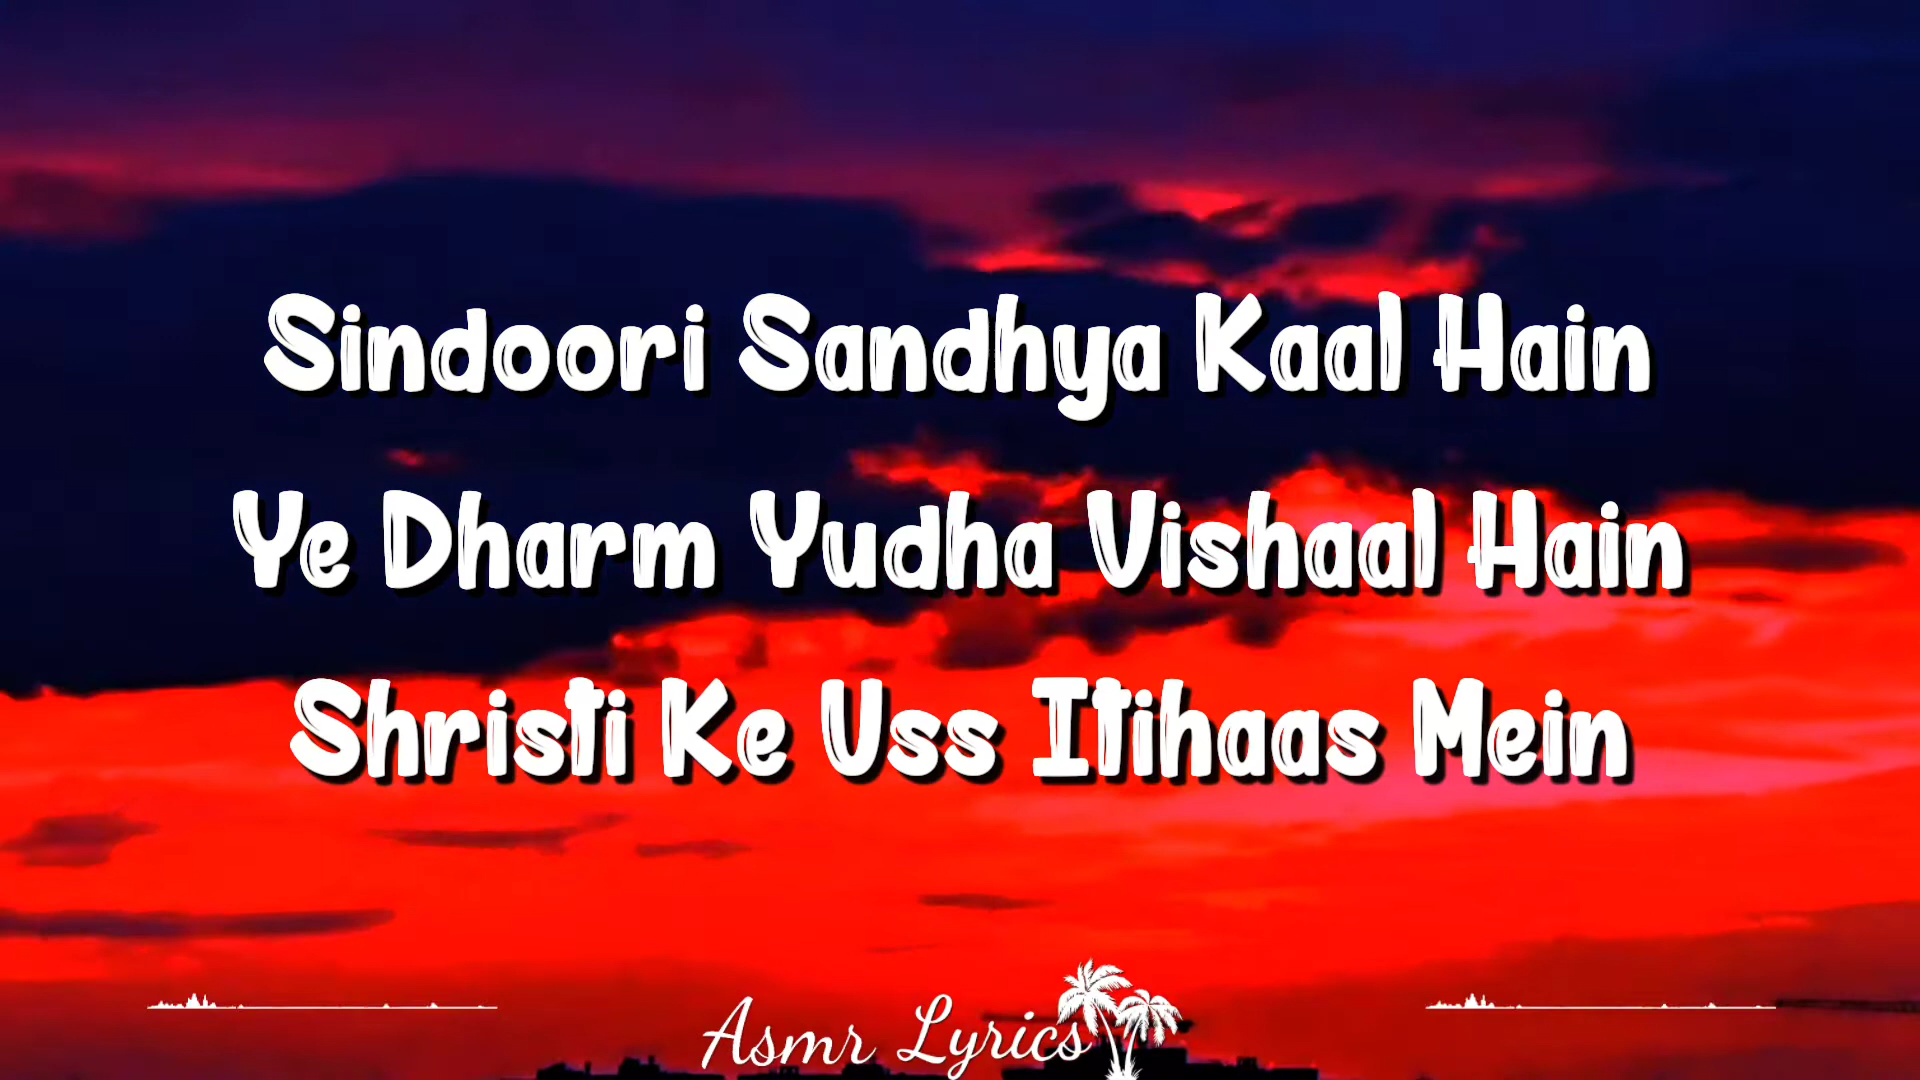 Sindoori Sandhya Kaal Hain
Ye Dharm Yudha Vishaal Hain
Shristi Ke Uss Itihaas Mein
Asmr Lyrics